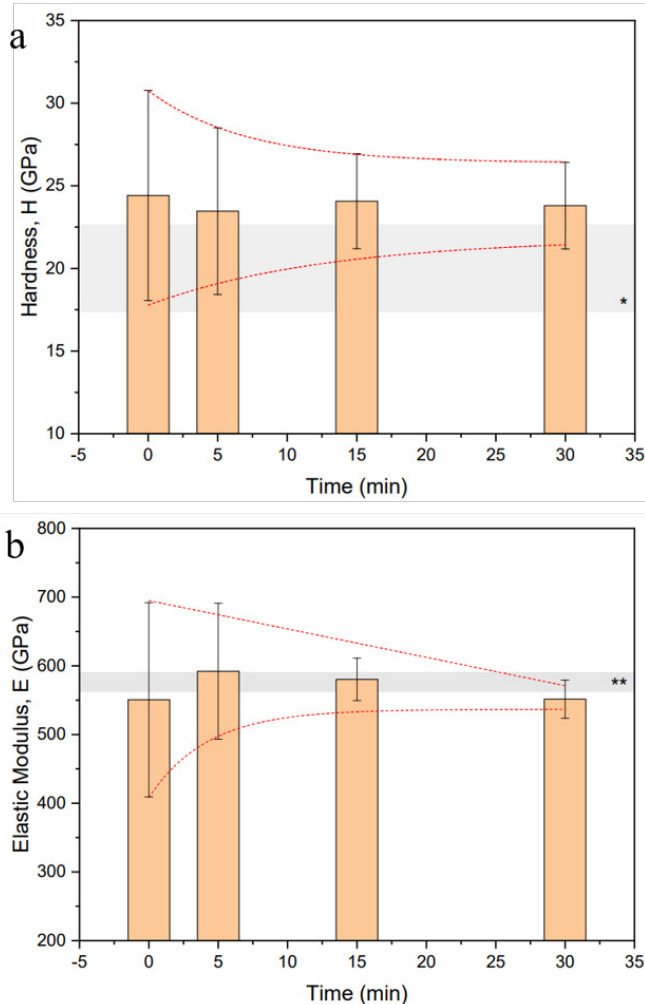 a
Hardness, H (GPa)
35
30
25
20
15
10
*
-5 0 5 10 15 20 25 30 35
Time (min)
b
Elastic Modulus, E (GPa)
800
700
600
500
400
300
200
**
-5 0 5 10 15 20 25 30 35
Time (min)